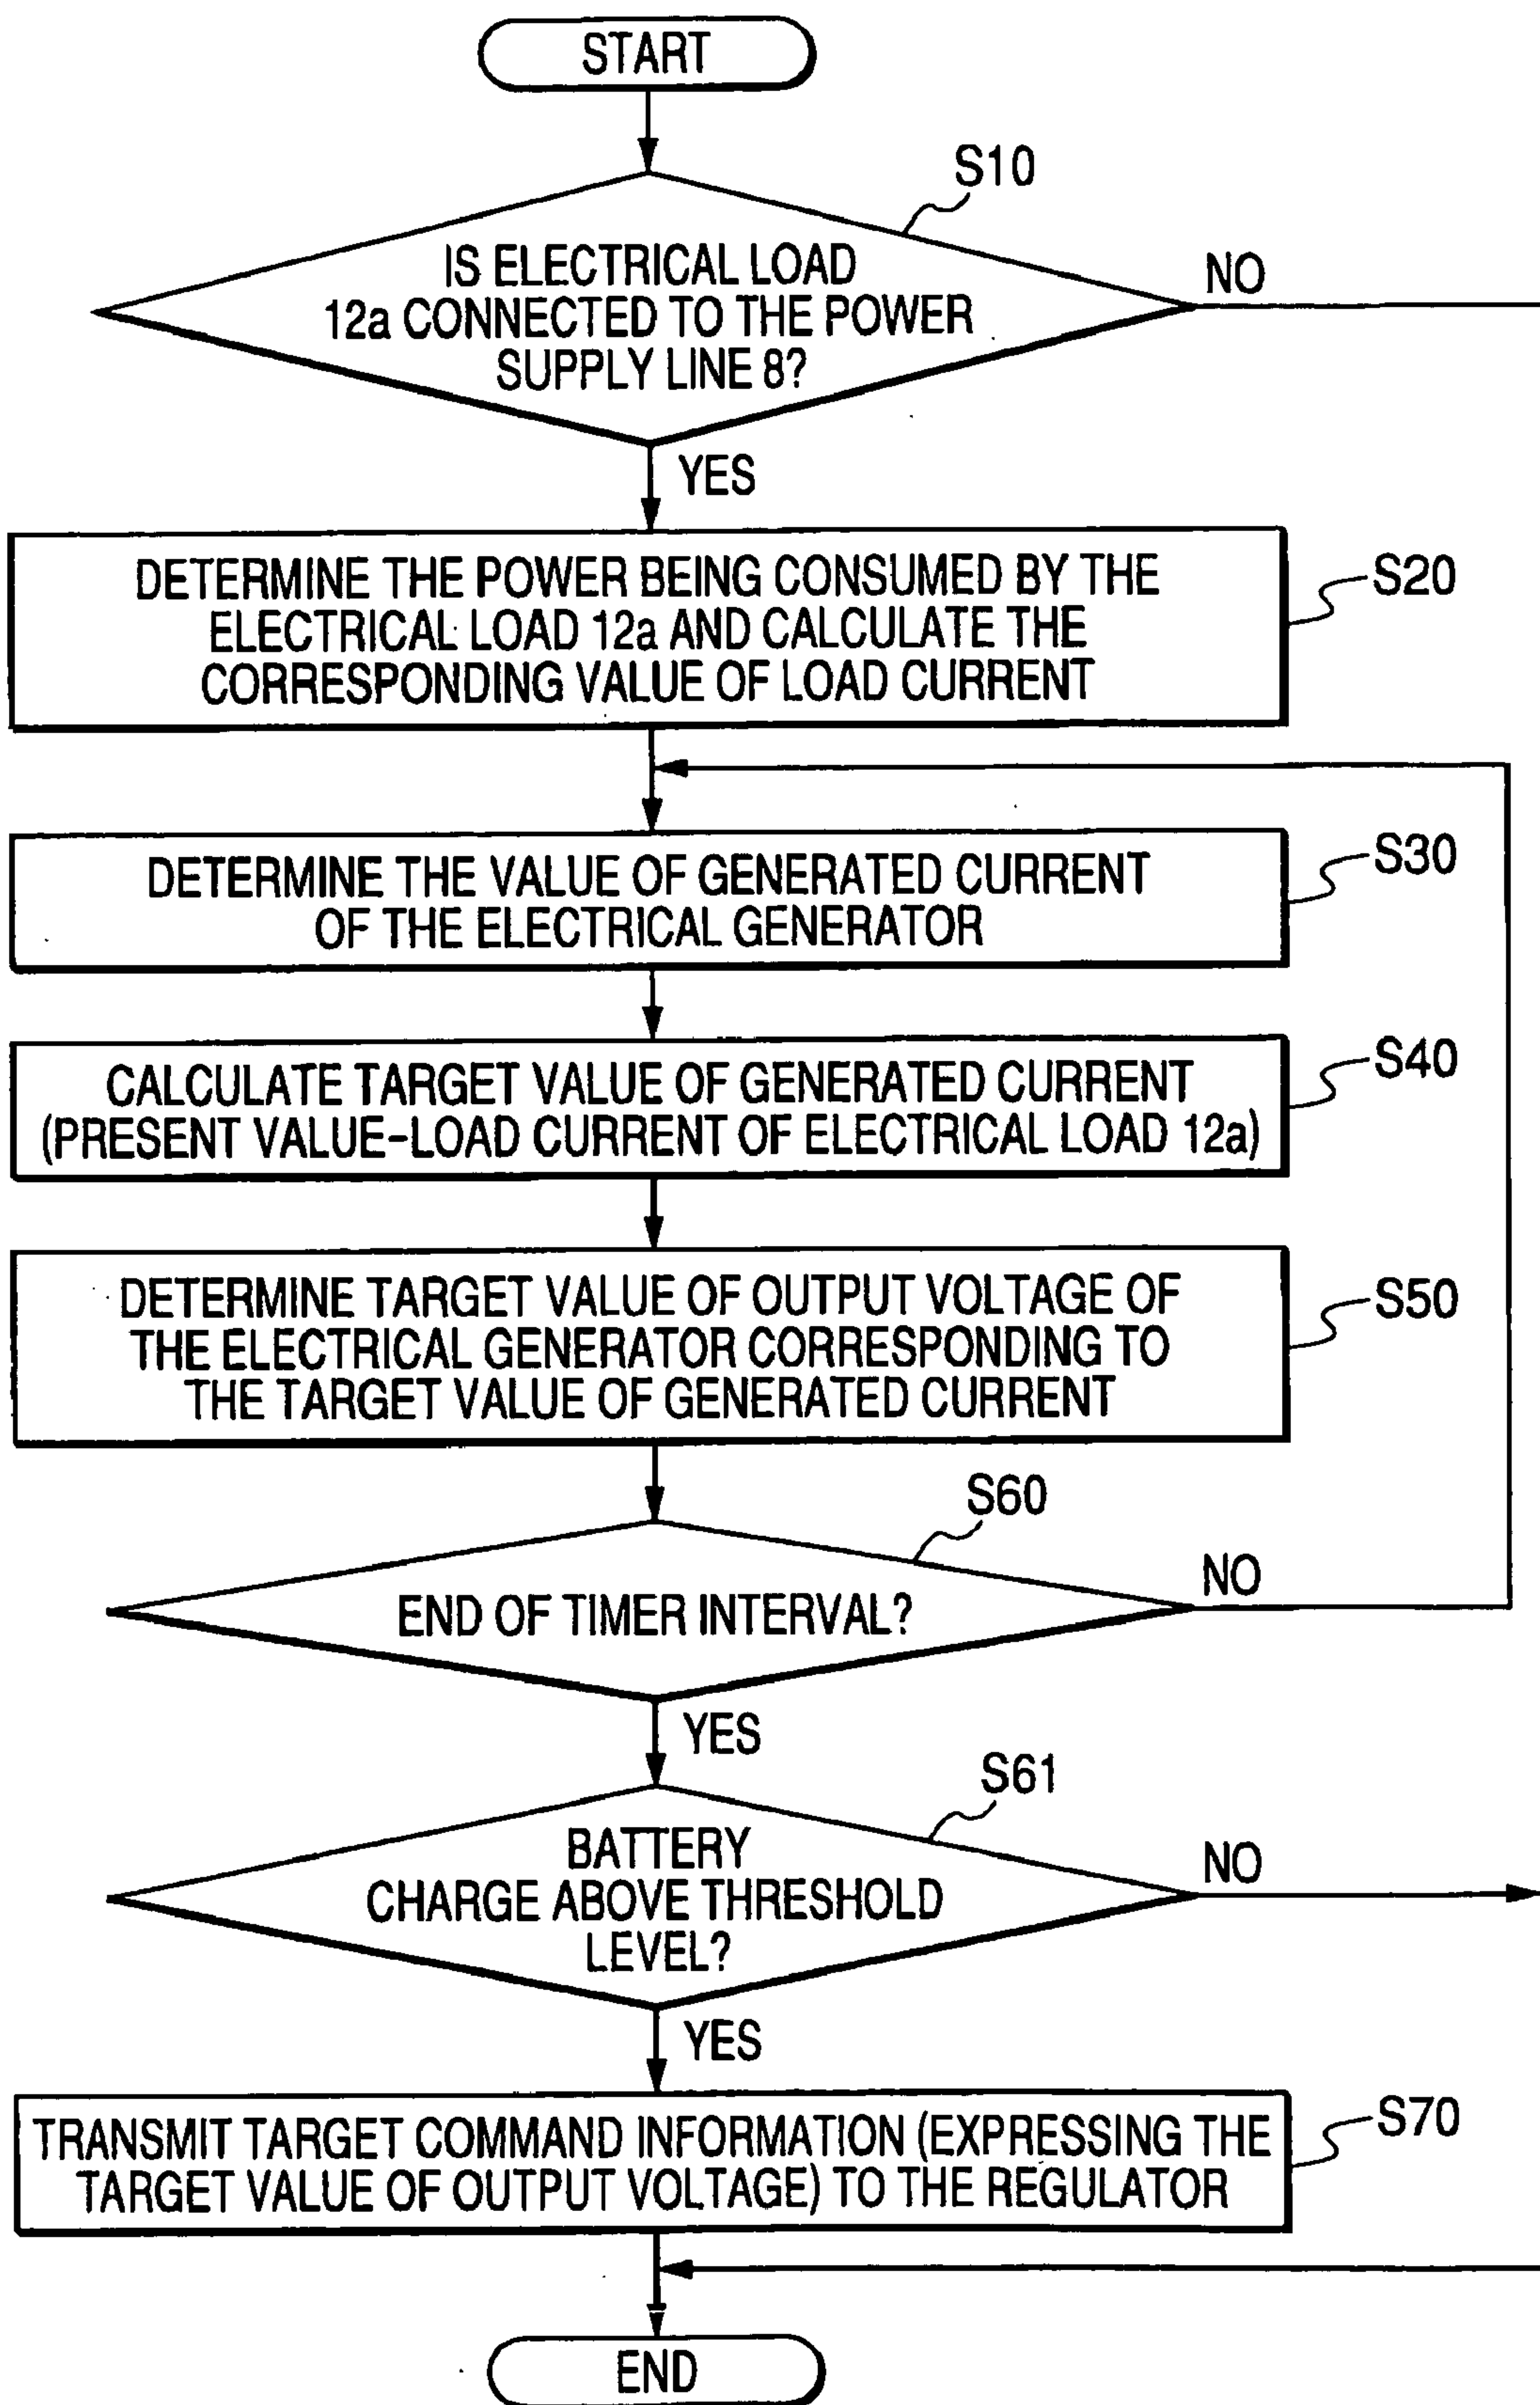 START
S10
IS ELECTRICAL LOAD
12a CONNECTED TO THE POWER
SUPPLY LINE 8?
NO
YES
DETERMINE THE POWER BEING CONSUMED BY THE
ELECTRICAL LOAD 12a AND CALCULATE THE
CORRESPONDING VALUE OF LOAD CURRENT
S20
DETERMINE THE VALUE OF GENERATED CURRENT
OF THE ELECTRICAL GENERATOR
S30
CALCULATE TARGET VALUE OF GENERATED CURRENT
(PRESENT VALUE-LOAD CURRENT OF ELECTRICAL LOAD 12a)
S40
DETERMINE TARGET VALUE OF OUTPUT VOLTAGE OF
THE ELECTRICAL GENERATOR CORRESPONDING TO
THE TARGET VALUE OF GENERATED CURRENT
S50
S60
END OF TIMER INTERVAL?
NO
YES
S61
BATTERY
CHARGE ABOVE THRESHOLD
LEVEL?
NO
YES
TRANSMIT TARGET COMMAND INFORMATION (EXPRESSING THE
TARGET VALUE OF OUTPUT VOLTAGE) TO THE REGULATOR
S70
END